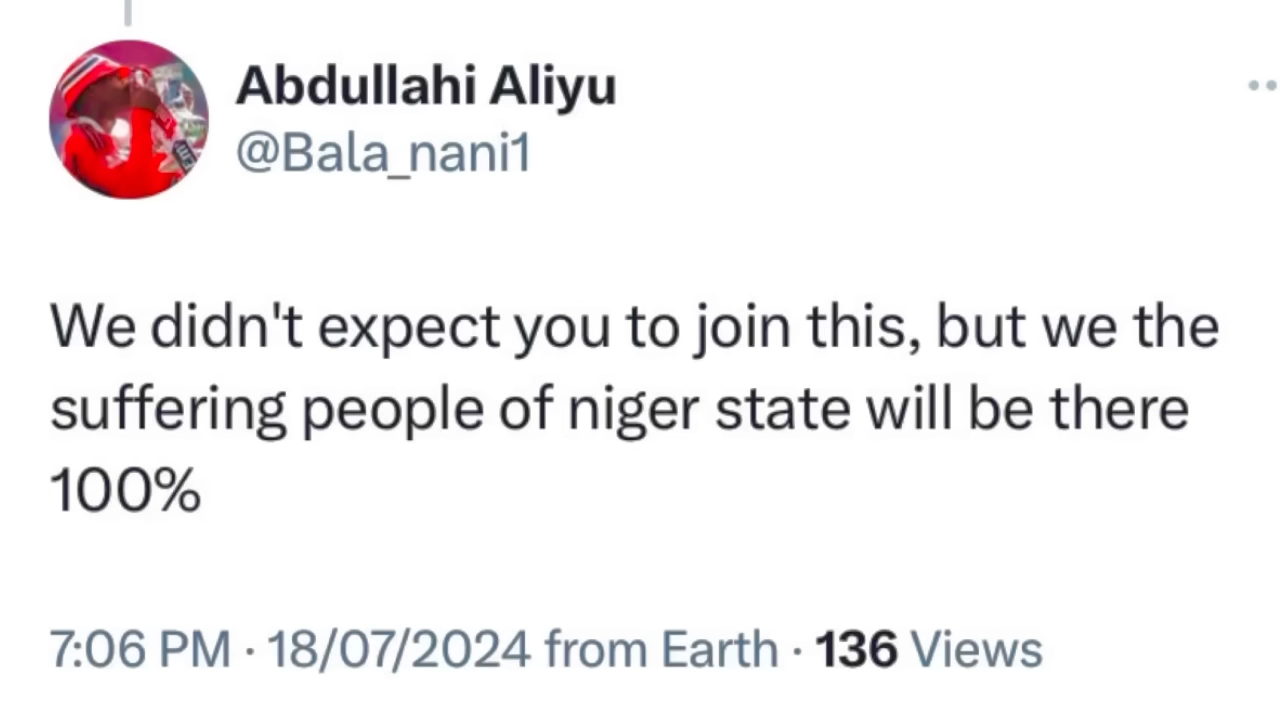 Abdullahi Aliyu
@Bala_nani1
We didn't expect you to join this, but we the
suffering people of niger state will be there
100%
7:06 PM · 18/07/2024 from Earth · 136 Views